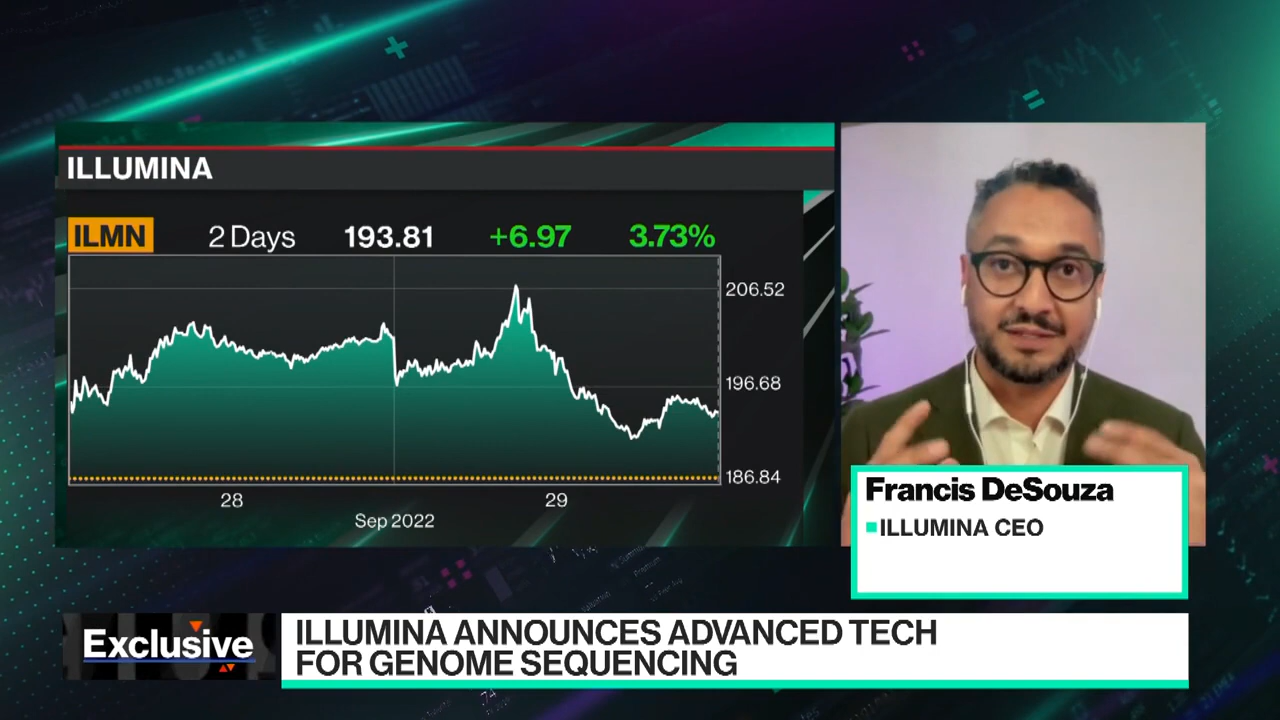 ILLUMINA
ILMN 2 Days 193.81 +6.97 3.73%
206.52
196.68
186.84
28 29
Sep 2022
Francis DeSouza
ILLUMINA CEO
Exclusive
ILLUMINA ANNOUNCES ADVANCED TECH
FOR GENOME SEQUENCING